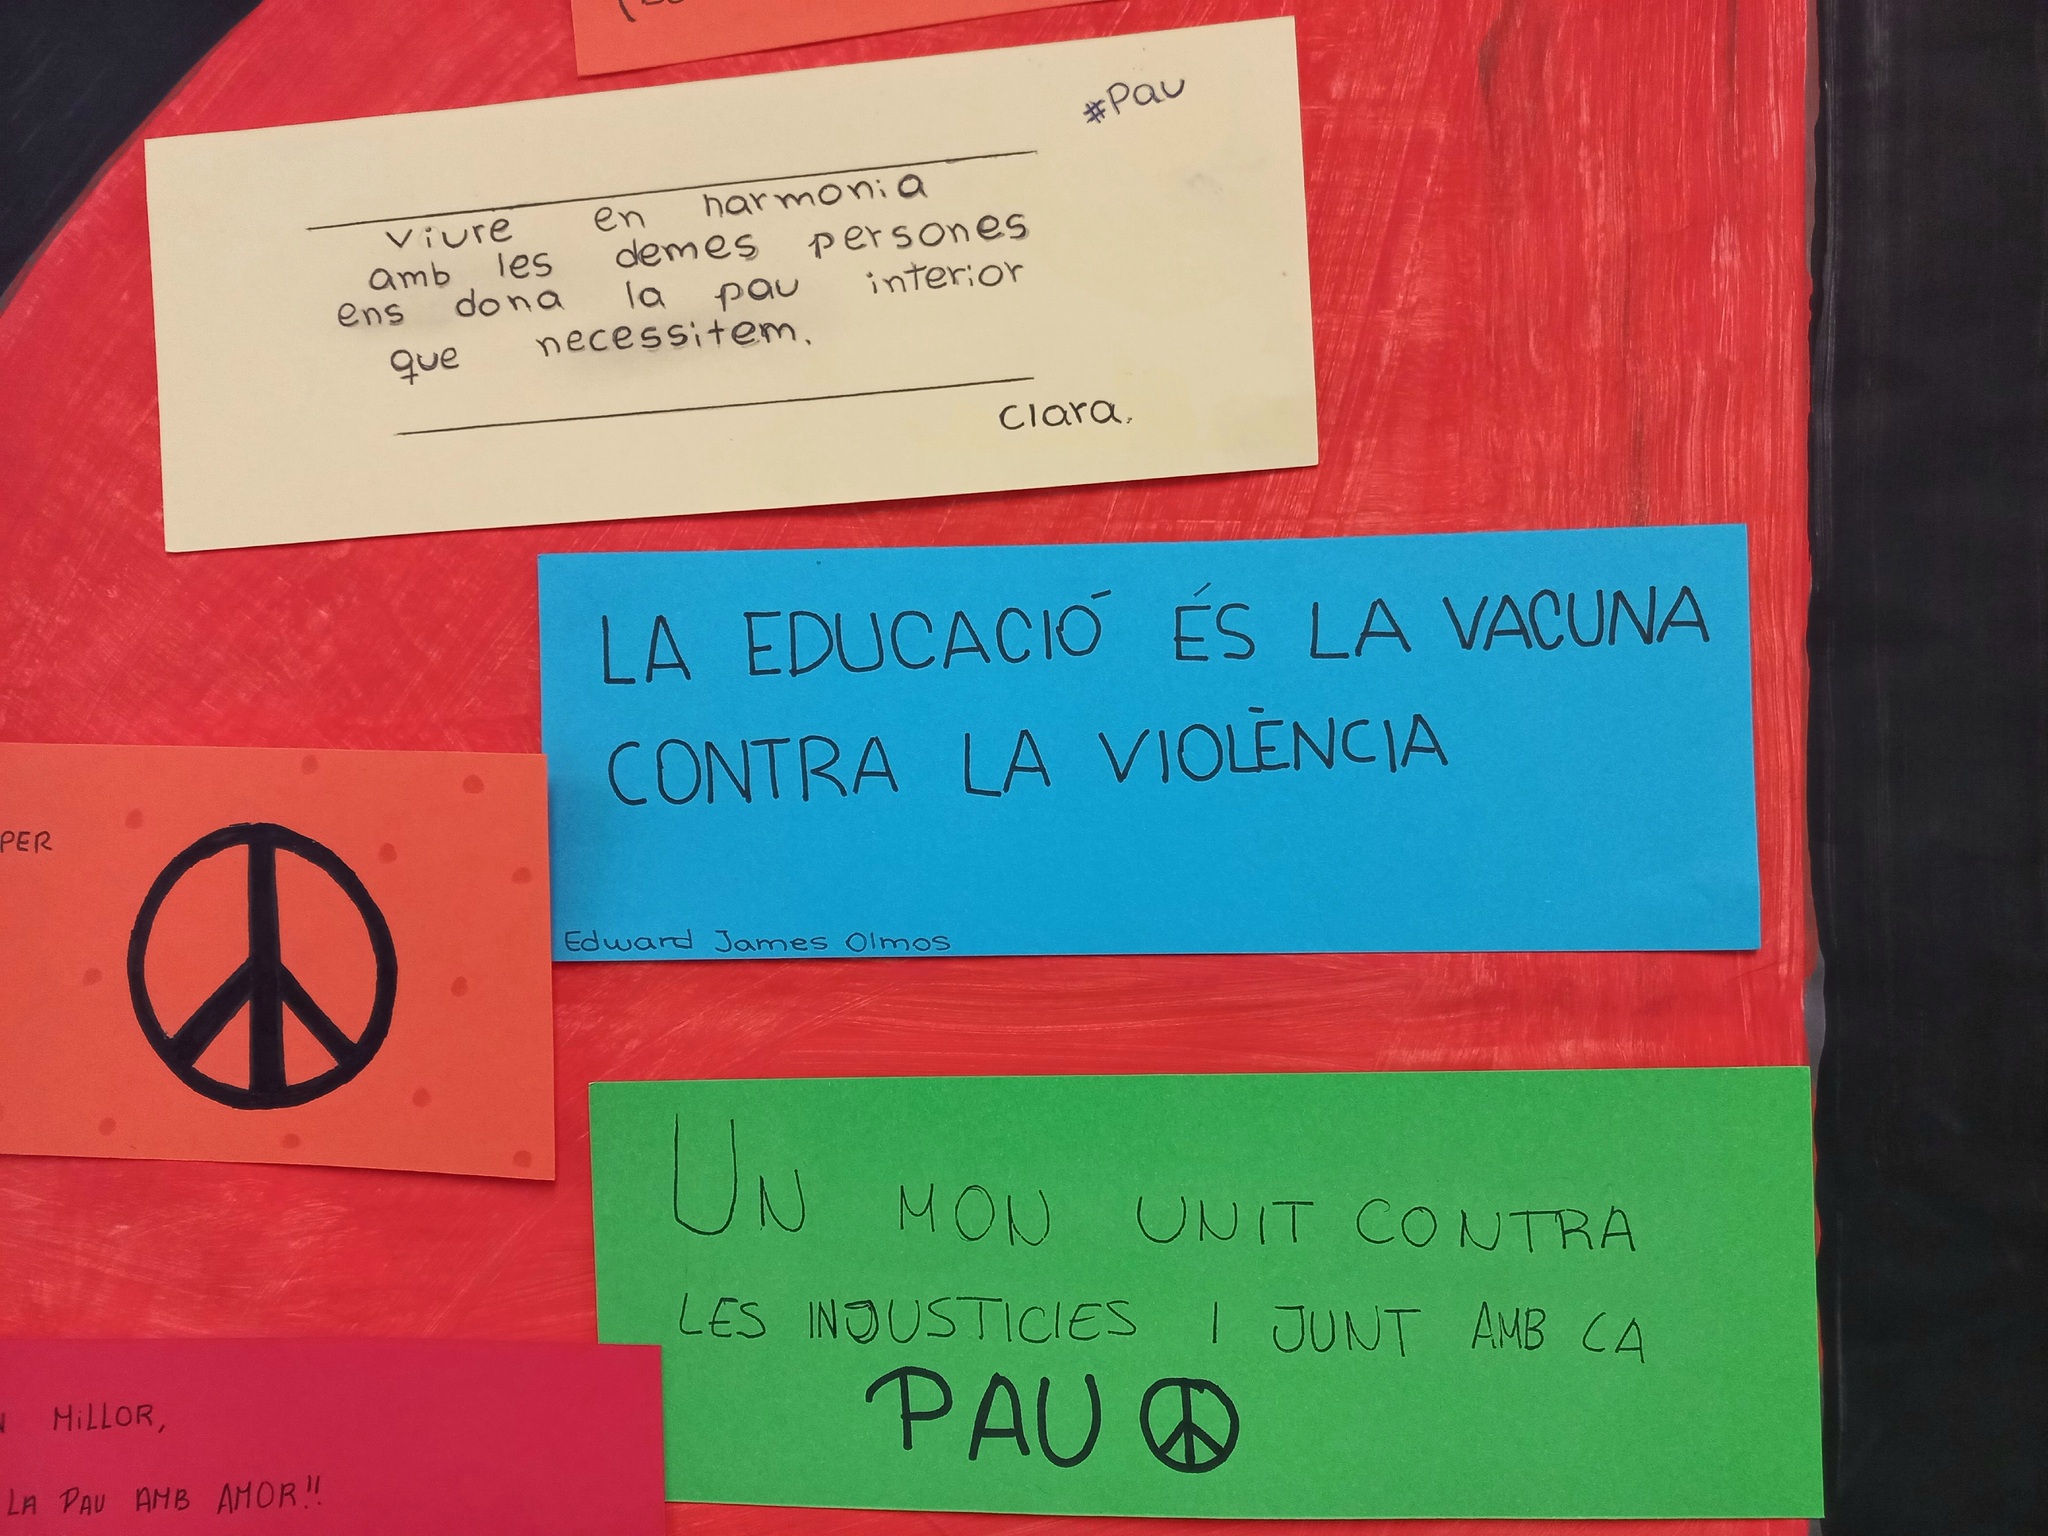 #Pau
viure en harmonia
amb les demes persones
ens dona la pau interior
que necessitem.
Clara.
LA EDUCACIÓ ÉS LA VACUNA
CONTRA LA VIOLÈNCIA
Edward James Olmos
PER
UN MON UNIT CONTRA
LES INJUSTICIES I JUNT AMB CA
PAU
MiLLOR,
LA PAU AMB AMOR!!